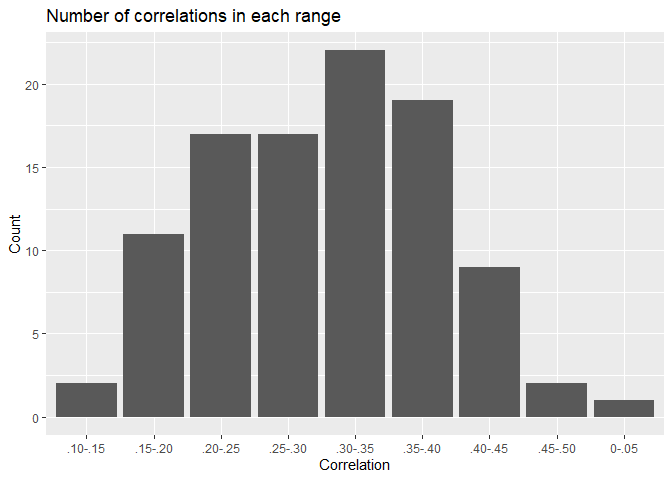 Number of correlations in each range
Count
20
15
10
5
0
.10-.15 .15-.20 .20-.25 .25-.30 .30-.35 .35-.40 .40-.45 .45-.50 0-.05
Correlation